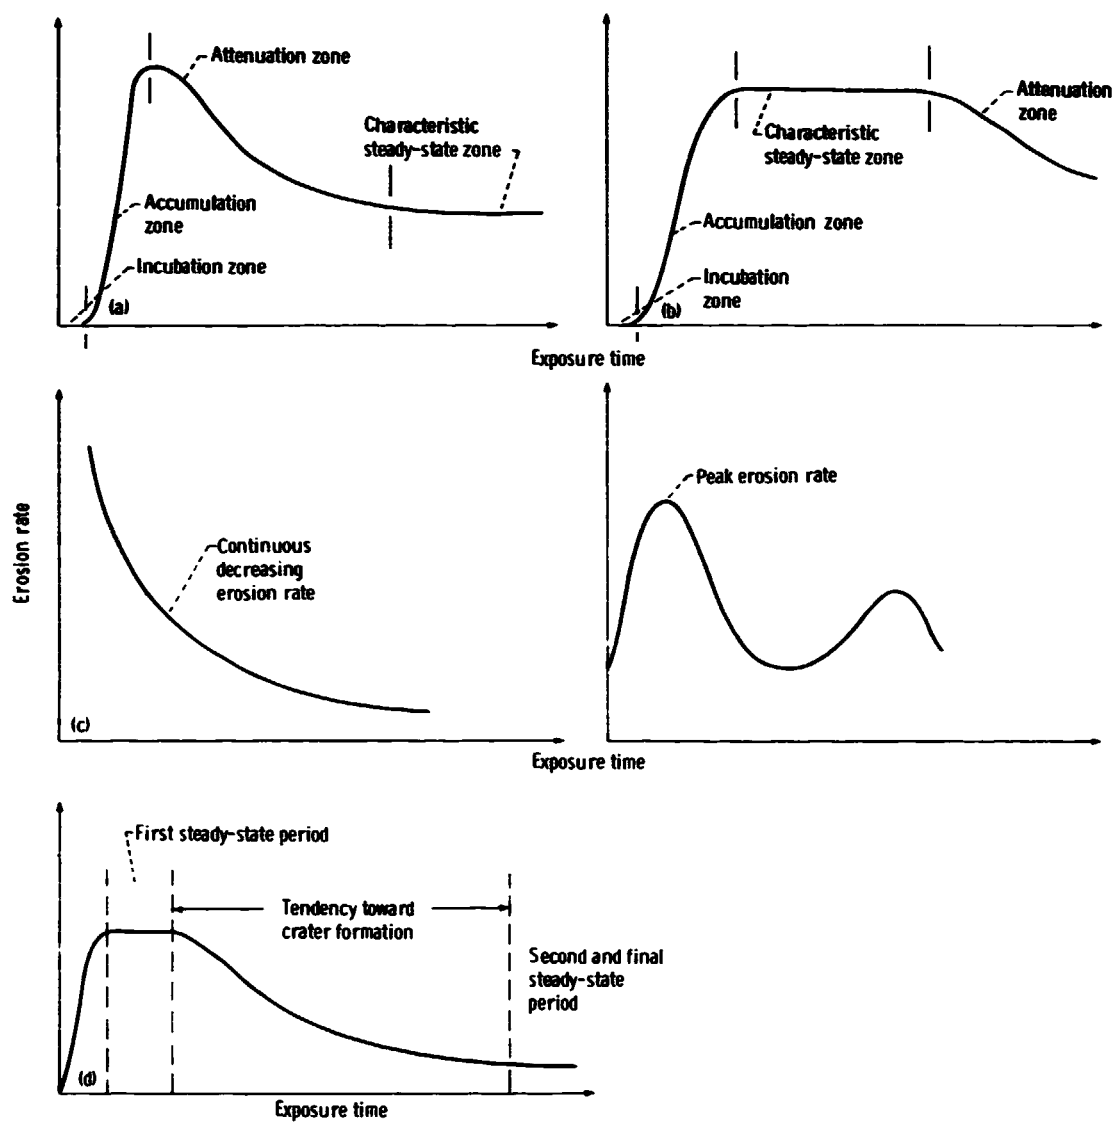 Attenuation zone
Characteristic
steady-state zone
Accumulation
zone
Incubation zone
(a)
Attenuation
zone
Characteristic
steady-state zone
Accumulation zone
Incubation
zone
(b)
Exposure time
Erosion rate
Continuous
decreasing
erosion rate
(c)
Peak erosion rate
Exposure time
First steady-state period
Tendency toward
crater formation
Second and final
steady-state
period
(d)
Exposure time